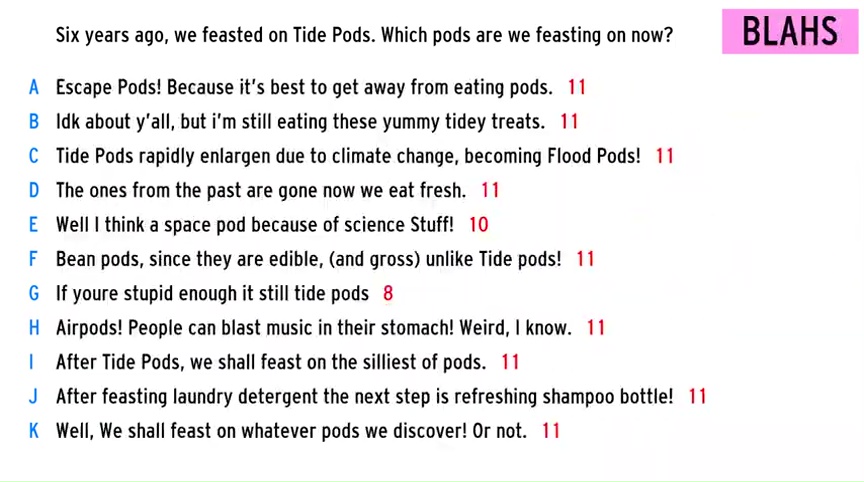 Six years ago, we feasted on Tide Pods. Which pods are we feasting on now?
BLAHS
A Escape Pods! Because it's best to get away from eating pods. 11
B Idk about y'all, but i'm still eating these yummy tidey treats. 11
C Tide Pods rapidly enlargen due to climate change, becoming Flood Pods! 11
D The ones from the past are gone now we eat fresh. 11
E Well I think a space pod because of science Stuff! 10
F Bean pods, since they are edible, (and gross) unlike Tide pods! 11
G If youre stupid enough it still tide pods 8
H Airpods! People can blast music in their stomach! Weird, I know. 11
I After Tide Pods, we shall feast on the silliest of pods. 11
J After feasting laundry detergent the next step is refreshing shampoo bottle! 11
K Well, We shall feast on whatever pods we discover! Or not. 11